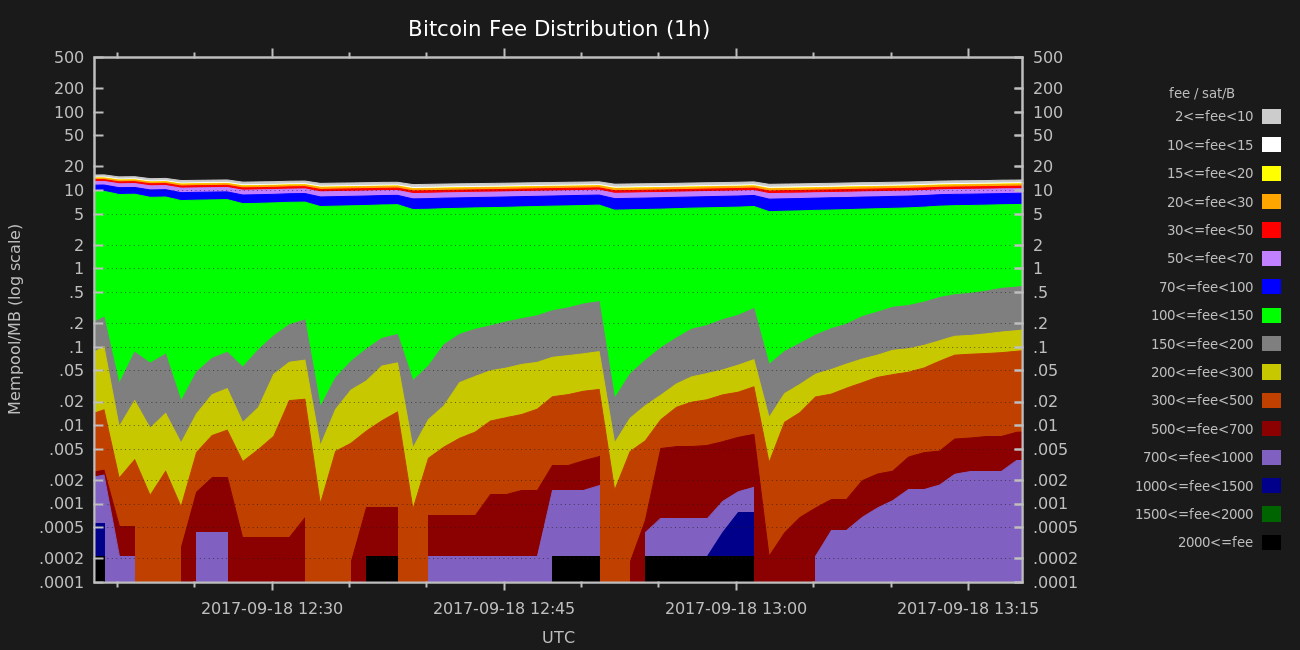 Bitcoin Fee Distribution (1h)
500
200
100
50
20
10
5
2
1
.5
.2
.1
.05
.02
.01
.005
.002
.001
.0005
.0002
.0001
Mempool/MB (log scale)
500
200
100
50
20
10
5
2
1
.5
.2
.1
.05
.02
.01
.005
.002
.001
.0005
.0002
.0001
2017-09-18 12:30
2017-09-18 12:45
2017-09-18 13:00
2017-09-18 13:15
UTC
fee / sat/B
2<=fee<10
10<=fee<15
15<=fee<20
20<=fee<30
30<=fee<50
50<=fee<70
70<=fee<100
100<=fee<150
150<=fee<200
200<=fee<300
300<=fee<500
500<=fee<700
700<=fee<1000
1000<=fee<1500
1500<=fee<2000
2000<=fee